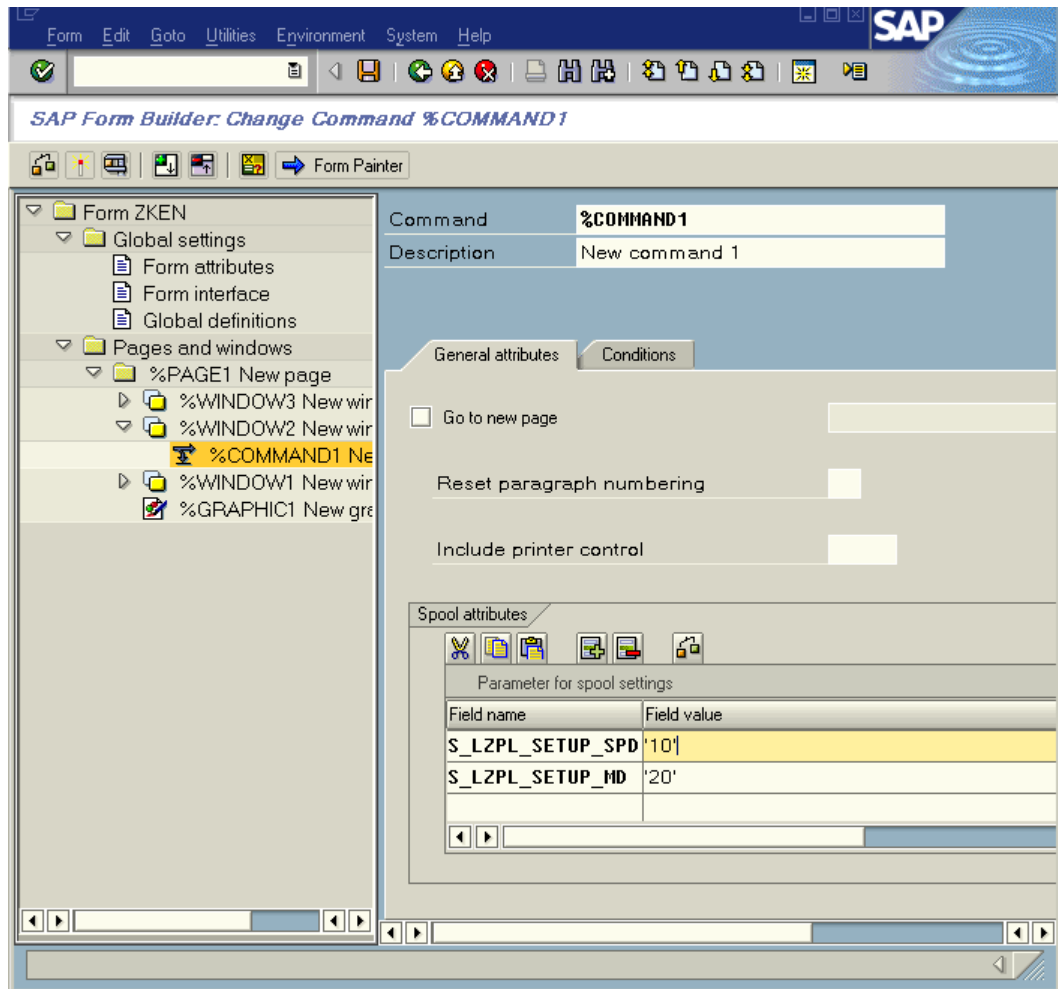 Form Edit Goto Utilities Environment System Help
SAP
SAP Form Builder: Change Command %COMMAND1
Form Painter
Form ZKEN
Global settings
Form attributes
Form interface
Global definitions
Pages and windows
%PAGE1 New page
%WINDOW3 New wir
%WINDOW2 New wir
%COMMAND1 Ne
%WINDOW1 New wir
%GRAPHIC1 New gra
Command %COMMAND1
Description New command 1
General attributes Conditions
Go to new page
Reset paragraph numbering
Include printer control
Spool attributes
Parameter for spool settings
Field name Field value
S_LZPL_SETUP_SPD '10'
S_LZPL_SETUP_MD '20'